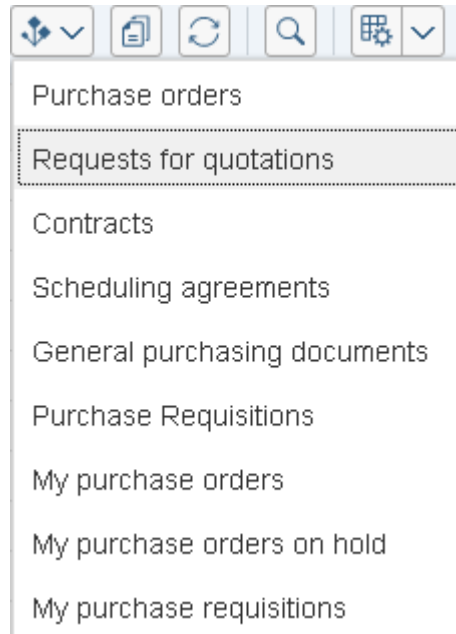 Purchase orders
Requests for quotations
Contracts
Scheduling agreements
General purchasing documents
Purchase Requisitions
My purchase orders
My purchase orders on hold
My purchase requisitions